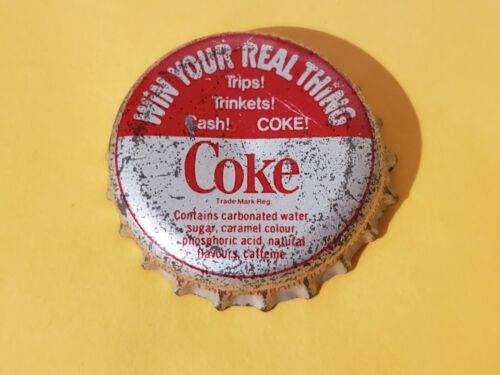 WIN YOUR REAL THING
Trips!
Trinkets!
Cash! COKE!
Coke
Trade Mark Reg.
Contains carbonated water
sugar, caramel colour,
phosphoric acid, natural
flavours, caffeine